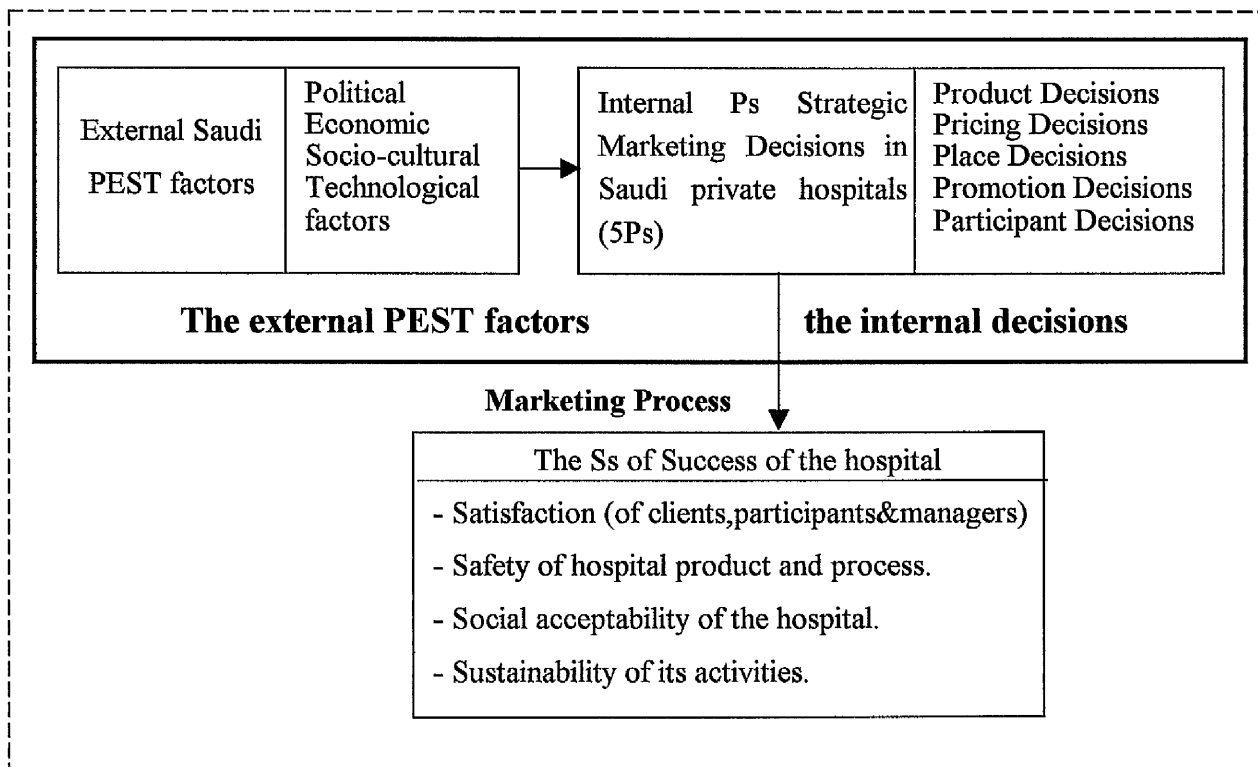 External Saudi
PEST factors
Political
Economic
Socio-cultural
Technological
factors
Internal Ps Strategic
Marketing Decisions in
Saudi private hospitals
(5Ps)
Product Decisions
Pricing Decisions
Place Decisions
Promotion Decisions
Participant Decisions
The external PEST factors
the internal decisions
Marketing Process
The Ss of Success of the hospital
- Satisfaction (of clients,participants&managers)
- Safety of hospital product and process.
- Social acceptability of the hospital.
- Sustainability of its activities.